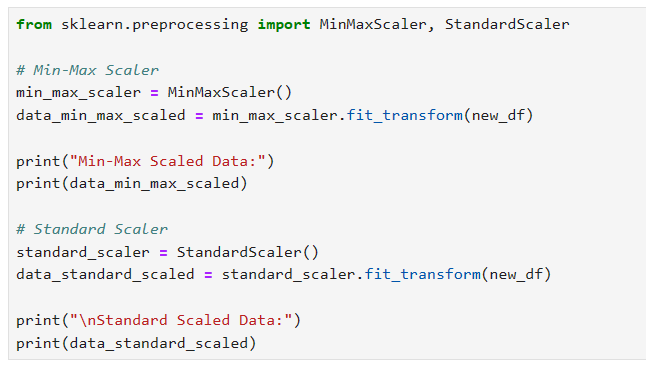 from sklearn.preprocessing import MinMaxScaler, StandardScaler
# Min-Max Scaler
min_max_scaler = MinMaxScaler()
data_min_max_scaled = min_max_scaler.fit_transform(new_df)
print("Min-Max Scaled Data:")
print(data_min_max_scaled)
# Standard Scaler
standard_scaler = StandardScaler()
data_standard_scaled = standard_scaler.fit_transform(new_df)
print("\nStandard Scaled Data:")
print(data_standard_scaled)